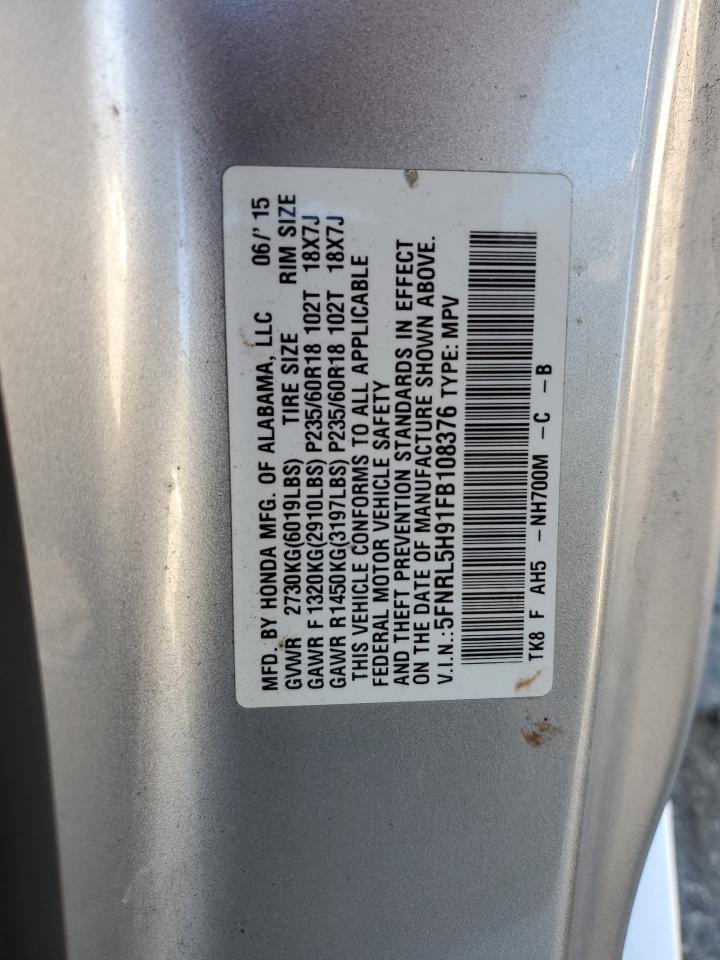 MFD. BY HONDA MFG. OF ALABAMA, LLC 06/' 15
GVWR 2730KG(6019LBS) TIRE SIZE RIM SIZE
GAWR F 1320KG(2910LBS) P235/60R18 102T 18X7J
GAWR R1450KG(3197LBS) P235/60R18 102T 18X7J
THIS VEHICLE CONFORMS TO ALL APPLICABLE
FEDERAL MOTOR VEHICLE SAFETY
AND THEFT PREVENTION STANDARDS IN EFFECT
ON THE DATE OF MANUFACTURE SHOWN ABOVE.
V.I.N.:5FNRL5H91FB108376 TYPE: MPV
TK8 F AH5 -NH700M -C -B